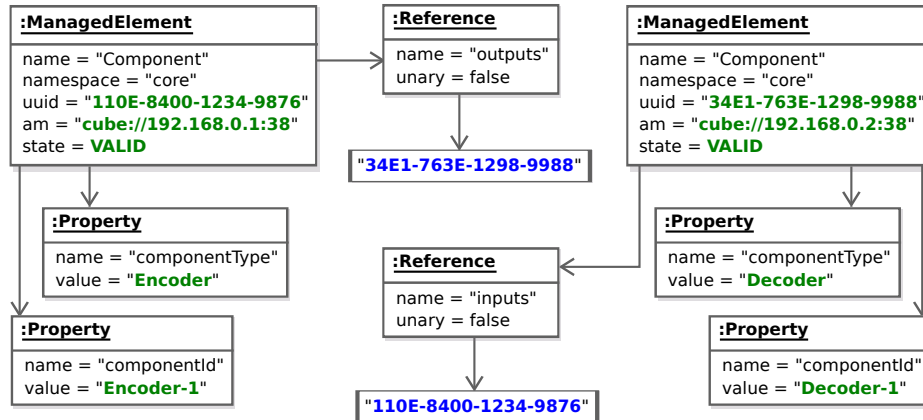 :ManagedElement
name = "Component"
namespace = "core"
uuid = "110E-8400-1234-9876"
am = "cube://192.168.0.1:38"
state = VALID
:Reference
name = "outputs"
unary = false
"34E1-763E-1298-9988"
:ManagedElement
name = "Component"
namespace = "core"
uuid = "34E1-763E-1298-9988"
am = "cube://192.168.0.2:38"
state = VALID
:Property
name = "componentType"
value = "Encoder"
:Property
name = "componentId"
value = "Encoder-1"
:Reference
name = "inputs"
unary = false
"110E-8400-1234-9876"
:Property
name = "componentType"
value = "Decoder"
:Property
name = "componentId"
value = "Decoder-1"